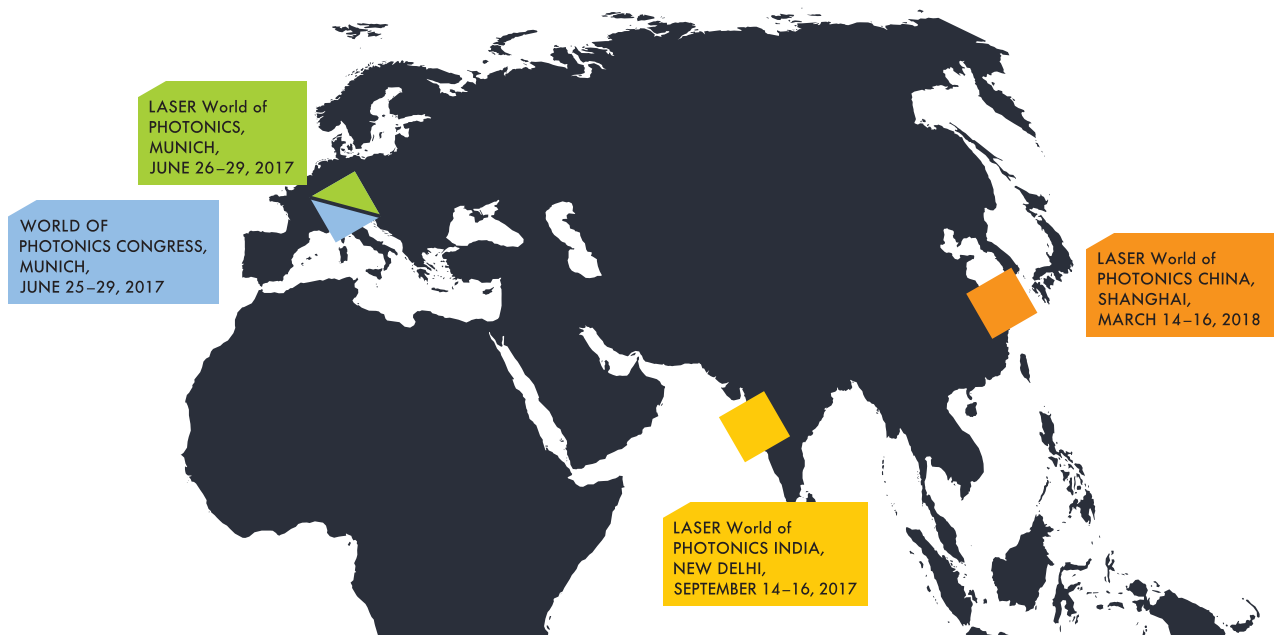 LASER World of
PHOTONICS,
MUNICH,
JUNE 26–29, 2017
WORLD OF
PHOTONICS CONGRESS,
MUNICH,
JUNE 25–29, 2017
LASER World of
PHOTONICS CHINA,
SHANGHAI,
MARCH 14–16, 2018
LASER World of
PHOTONICS INDIA,
NEW DELHI,
SEPTEMBER 14–16, 2017